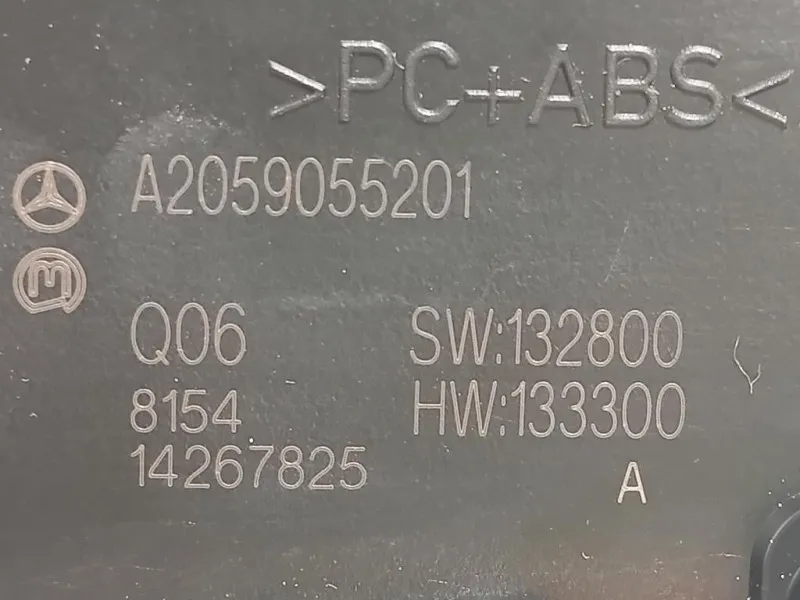 >PC+ABS<
A2059055201
Q06 SW:132800
8154 HW:133300
14267825 A